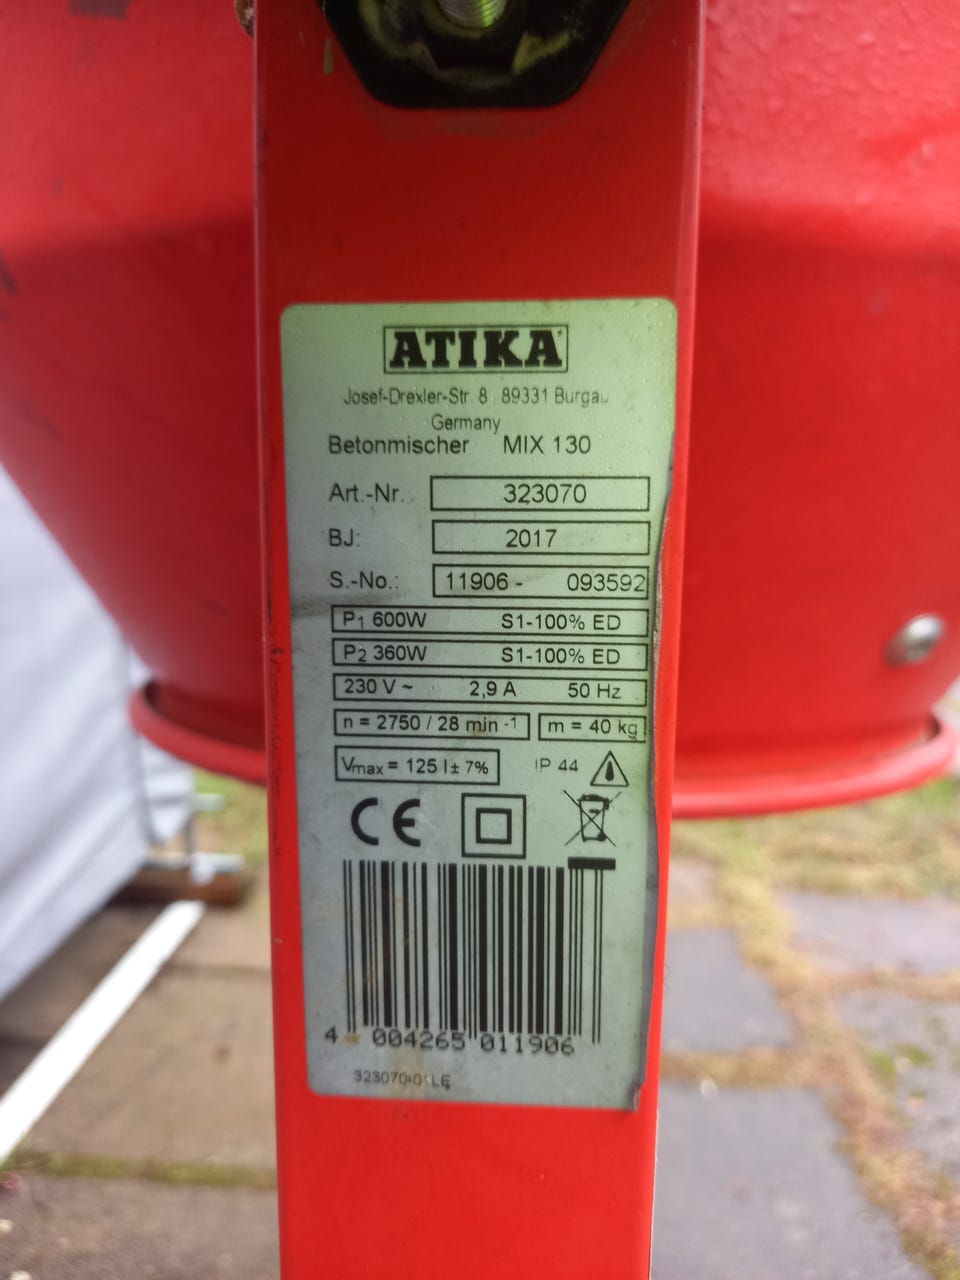 ATIKA
Josef-Drexler-Str. 8 89331 Burgau
Germany
Betonmischer MIX 130
Art.-Nr. 323070
BJ: 2017
S.-No.: 11906 - 093592
P1 600W S1-100% ED
P2 360W S1-100% ED
230 V ~ 2,9 A 50 Hz
n = 2750 / 28 min -1 m = 40 kg
Vmax = 125 l ± 7% IP 44
CE
4 004265 011906